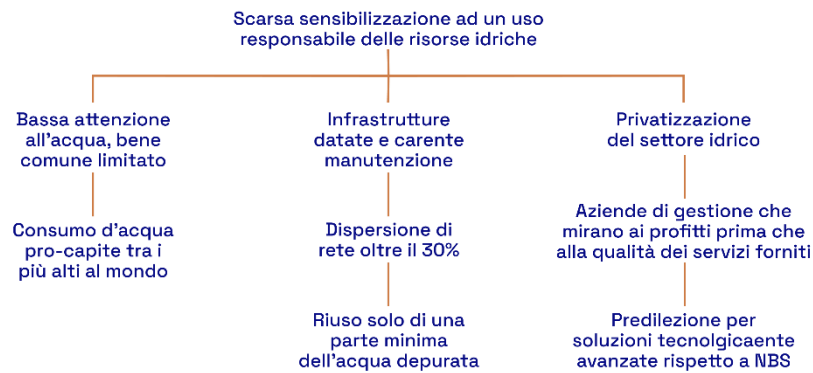 Scarsa sensibilizzazione ad un uso
responsabile delle risorse idriche
Bassa attenzione
all'acqua, bene
comune limitato
Consumo d'acqua
pro-capite tra i
più alti al mondo
Infrastrutture
datate e carente
manutenzione
Dispersione di
rete oltre il 30%
Riuso solo di una
parte minima
dell'acqua depurata
Privatizzazione
del settore idrico
Aziende di gestione che
mirano ai profitti prima che
alla qualità dei servizi forniti
Predilezione per
soluzioni tecnolgicaente
avanzate rispetto a NBS